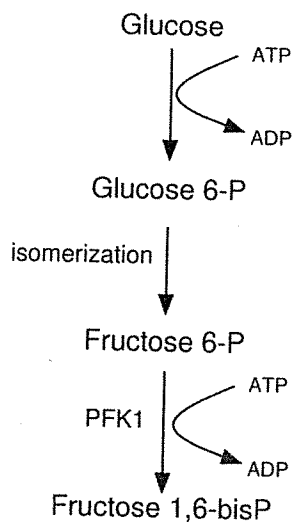 Glucose
ATP
ADP
Glucose 6-P
isomerization
Fructose 6-P
ATP
PFK1
ADP
Fructose 1,6-bisP